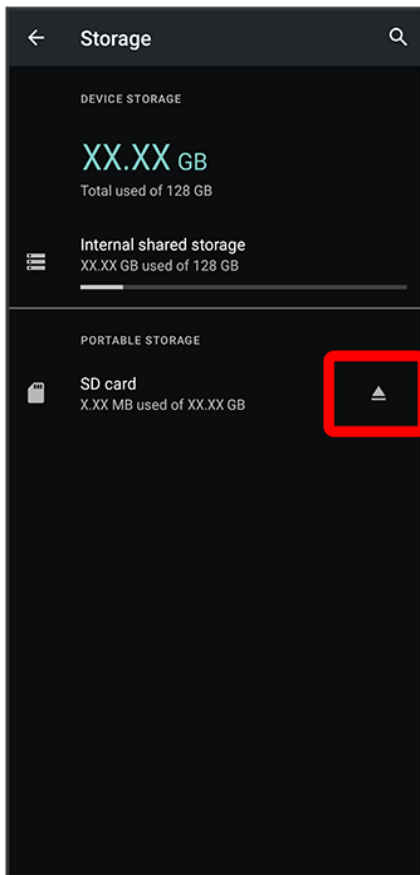 Storage
DEVICE STORAGE
XX.XX GB
Total used of 128 GB
Internal shared storage
XX.XX GB used of 128 GB
PORTABLE STORAGE
SD card
X.XX MB used of XX.XX GB